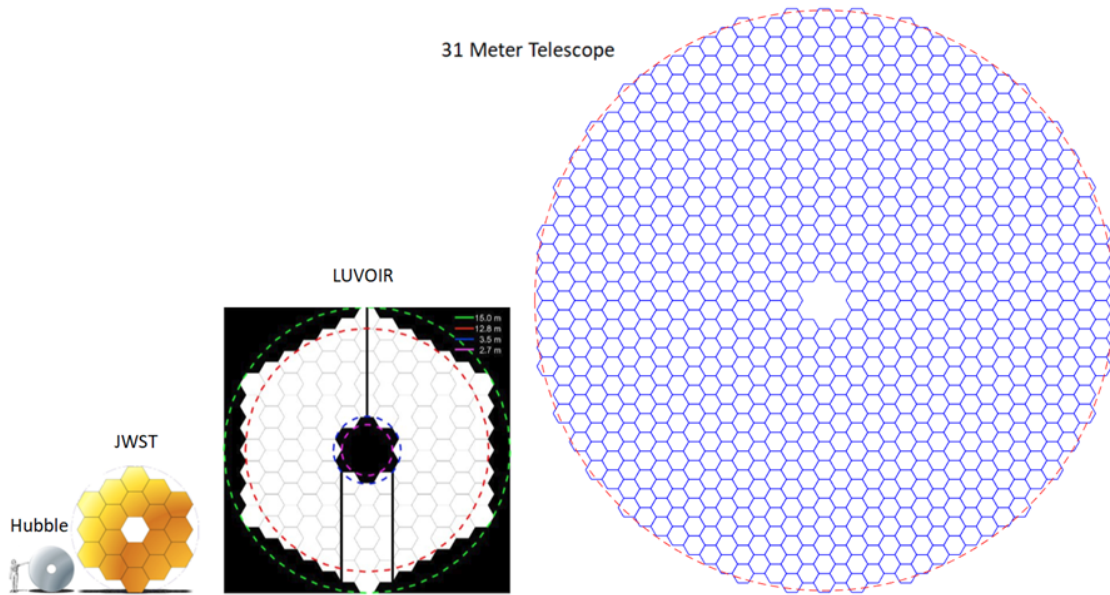 31 Meter Telescope
LUVOIR
15.0 m
12.8 m
3.5 m
2.7 m
JWST
Hubble